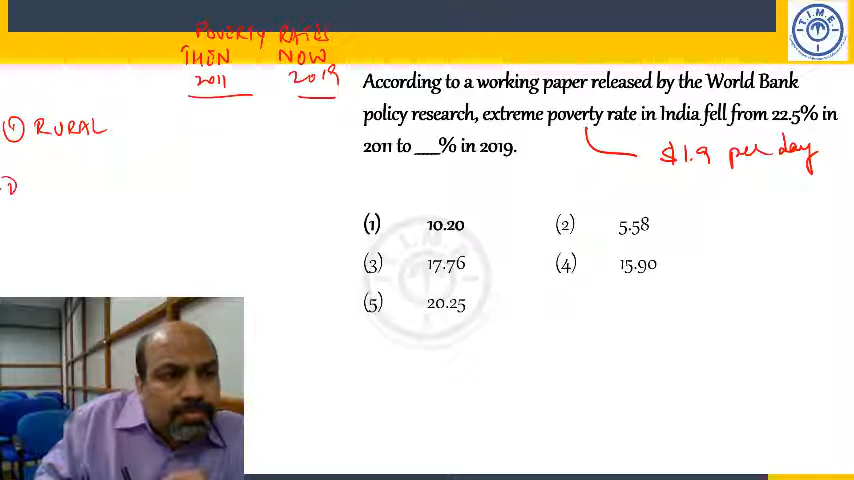 POVERTY RATES
THEN NOW
2011 2019
① RURAL
T.I.M.E.
According to a working paper released by the World Bank
policy research, extreme poverty rate in India fell from 22.5% in
2011 to ___% in 2019.
$1.9 per day
(1) 10.20 (2) 5.58
(3) 17.76 (4) 15.90
(5) 20.25